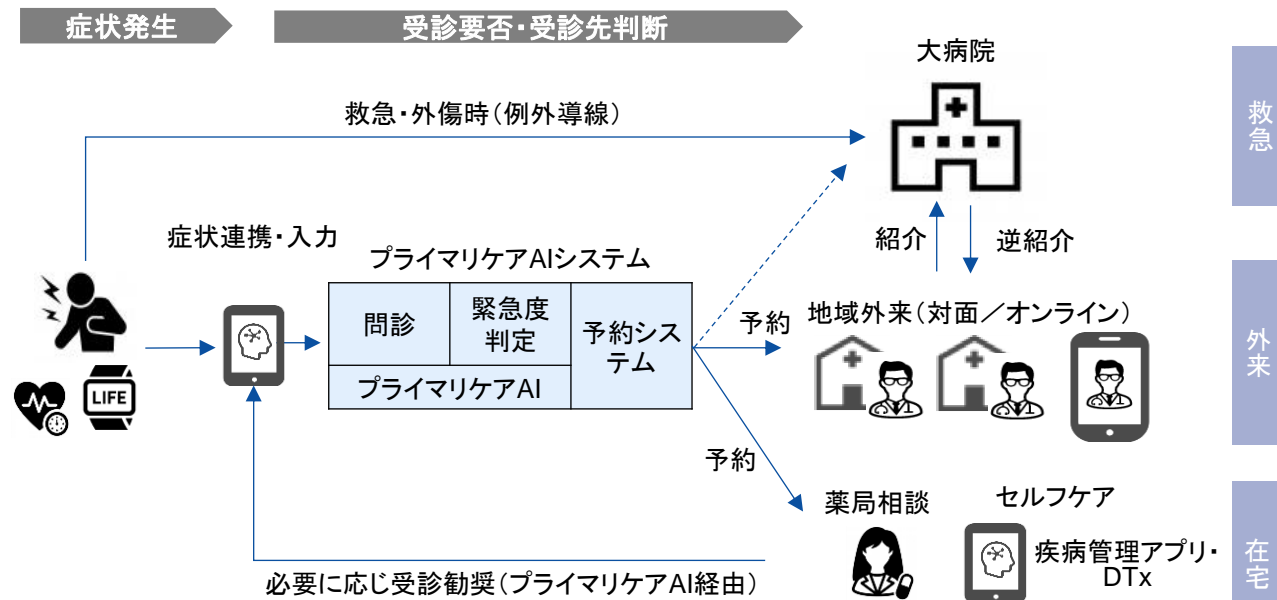 症状発生
受診要否・受診先判断
大病院
救急
救急・外傷時（例外導線）
紹介
逆紹介
症状連携・入力
プライマリケアAIシステム
問診
緊急度
判定
予約シス
テム
プライマリケアAI
予約
地域外来（対面／オンライン）
外来
LIFE
予約
薬局相談
セルフケア
疾病管理アプリ・
DTx
在宅
必要に応じ受診勧奨（プライマリケアAI経由）